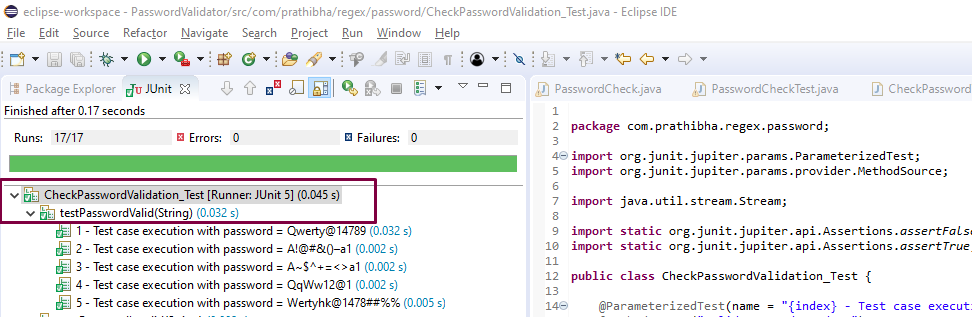 eclipse-workspace - PasswordValidator/src/com/prathibha/regex/password/CheckPasswordValidation_Test.java - Eclipse IDE
File Edit Source Refactor Navigate Search Project Run Window Help
Package Explorer JUnit
Finished after 0.17 seconds
Runs: 17/17 Errors: 0 Failures: 0
CheckPasswordValidation_Test [Runner: JUnit 5] (0.045 s)
testPasswordValid(String) (0.032 s)
1 - Test case execution with password = Qwerty@14789 (0.032 s)
2 - Test case execution with password = A!@#&()–a1 (0.002 s)
3 - Test case execution with password = A~$^+=<>a1 (0.002 s)
4 - Test case execution with password = QqWw12@1 (0.002 s)
5 - Test case execution with password = Wertyhk@1478##%% (0.005 s)
PasswordCheck.java PasswordCheckTest.java CheckPassword
1
2 package com.prathibha.regex.password;
3
4 import org.junit.jupiter.params.ParameterizedTest;
5 import org.junit.jupiter.params.provider.MethodSource;
6
7 import java.util.stream.Stream;
8
9 import static org.junit.jupiter.api.Assertions.assertFals
10 import static org.junit.jupiter.api.Assertions.assertTrue
11
12 public class CheckPasswordValidation_Test {
13
14 @ParameterizedTest(name = "{index} - Test case executi